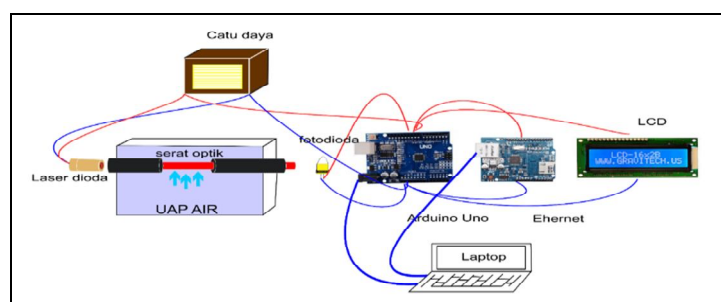 Catu daya
LCD
serat optik
fotodioda
UNO
Laser dioda
LCD-16x2B
WWW.GRAVITECH.US
UAP AIR
Arduino Uno
Ehernet
Laptop